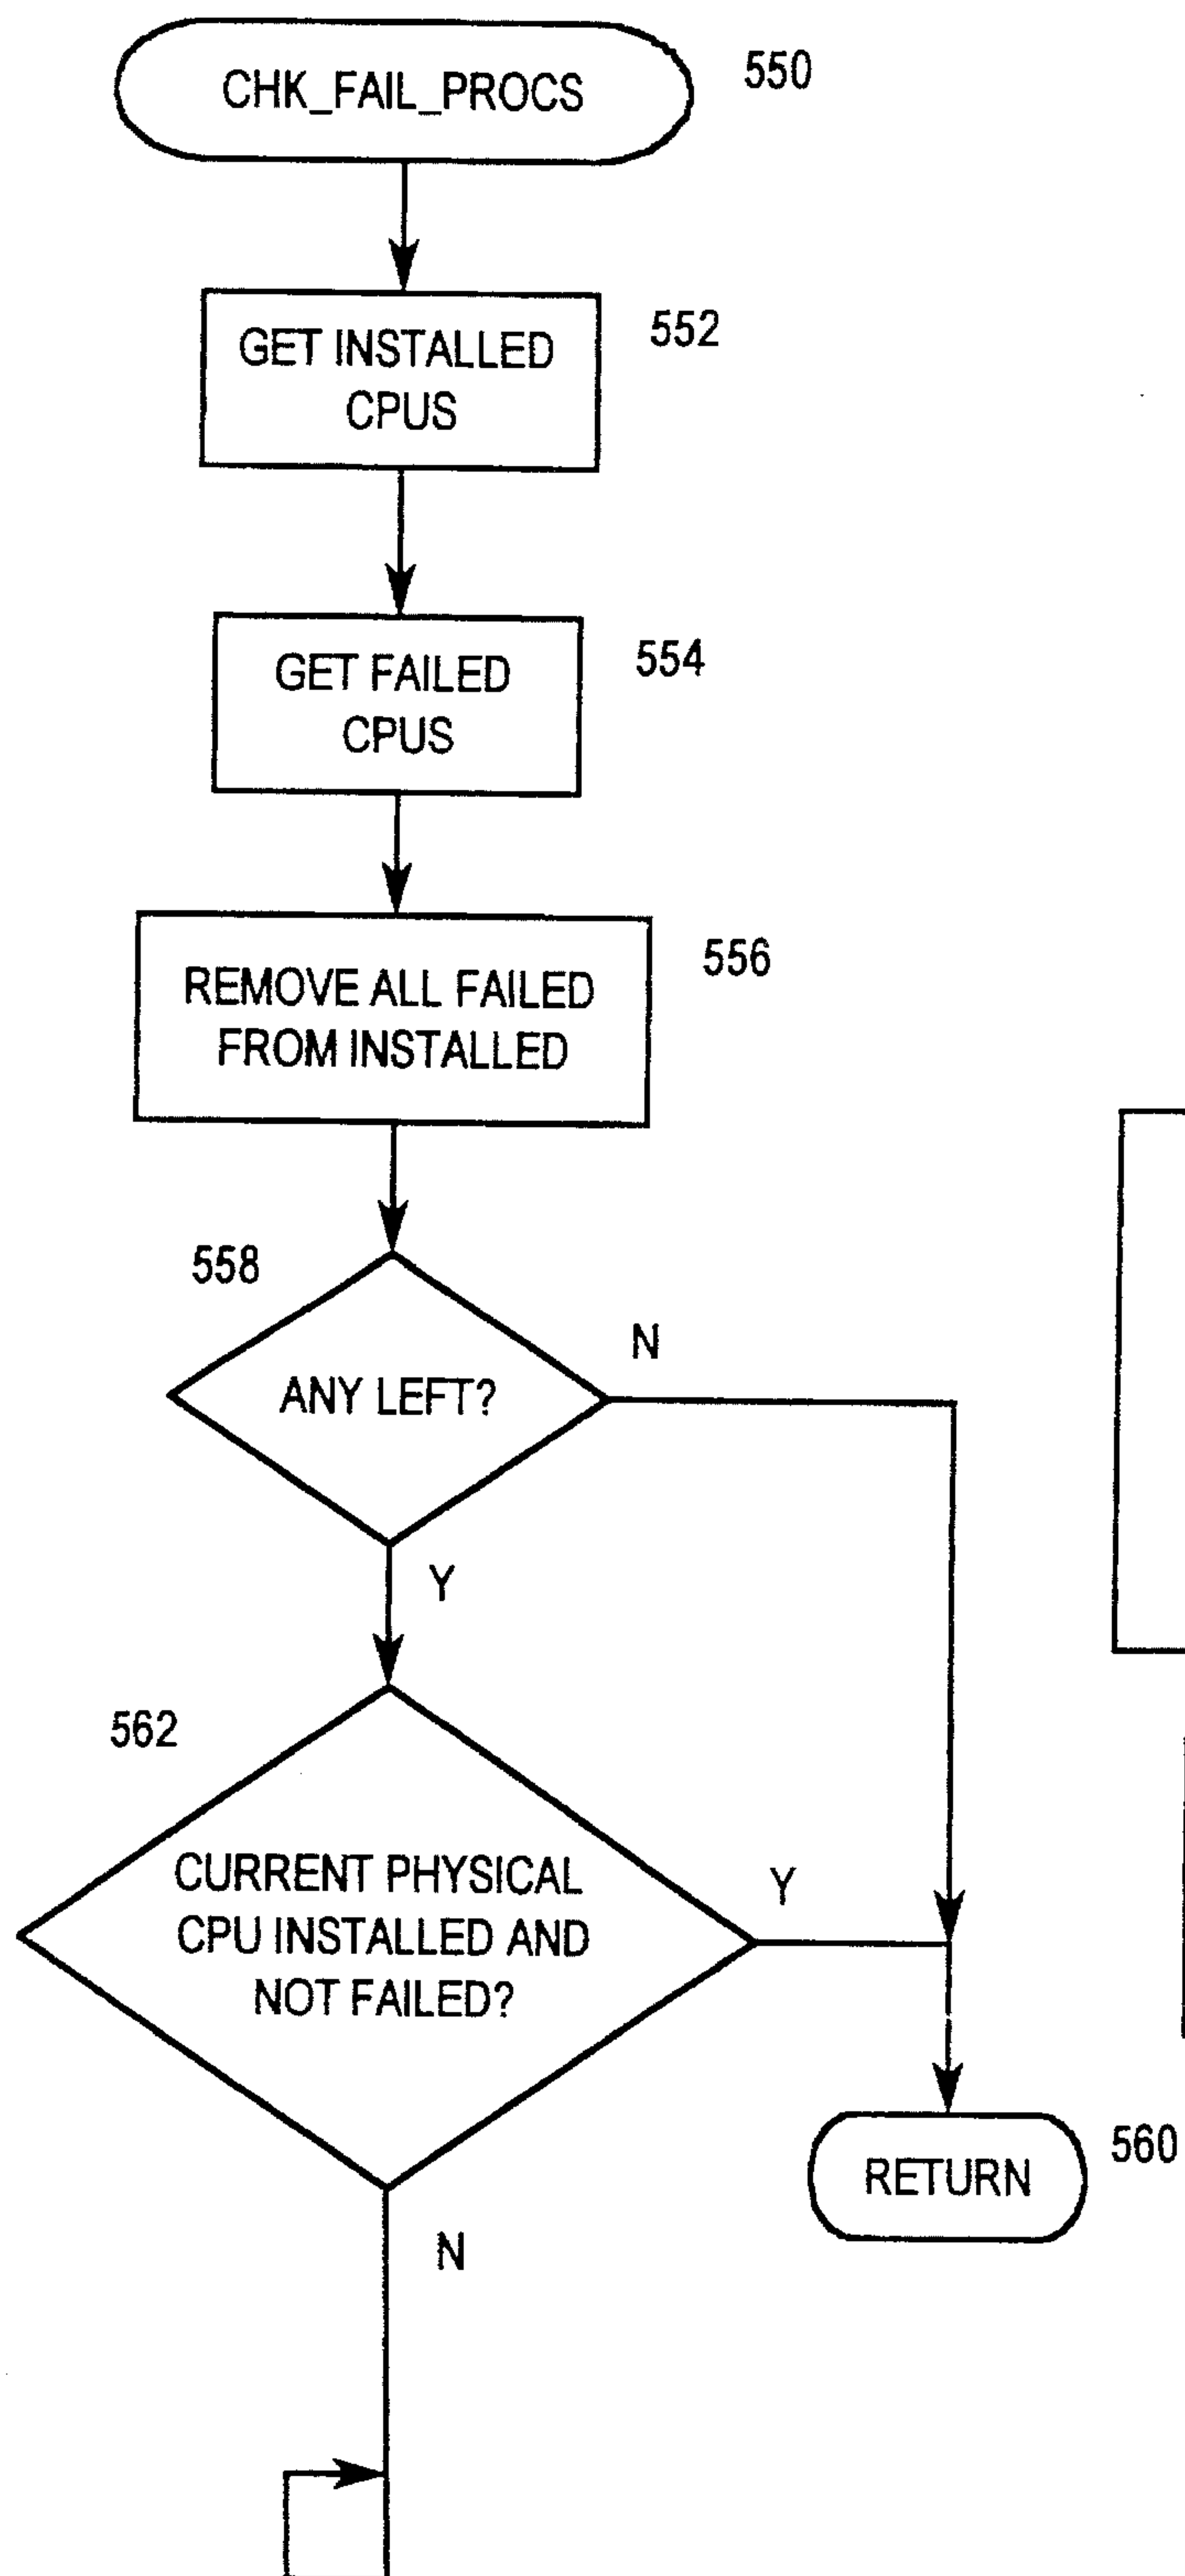 CHK_FAIL_PROCS
550
GET INSTALLED
CPUS
552
GET FAILED
CPUS
554
REMOVE ALL FAILED
FROM INSTALLED
556
558
ANY LEFT?
N
Y
562
CURRENT PHYSICAL
CPU INSTALLED AND
NOT FAILED?
Y
N
RETURN
560